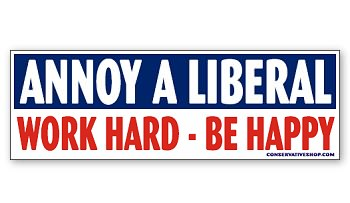 ANNOY A LIBERAL
WORK HARD - BE HAPPY
CONSERVATIVESHOP.COM